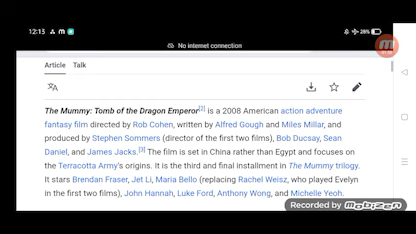 12:13 28%
No internet connection
Article Talk
The Mummy: Tomb of the Dragon Emperor[2] is a 2008 American action adventure
fantasy film directed by Rob Cohen, written by Alfred Gough and Miles Millar, and
produced by Stephen Sommers (director of the first two films), Bob Ducsay, Sean
Daniel, and James Jacks.[3] The film is set in China rather than Egypt and focuses on
the Terracotta Army's origins. It is the third and final installment in The Mummy trilogy.
It stars Brendan Fraser, Jet Li, Maria Bello (replacing Rachel Weisz, who played Evelyn
in the first two films), John Hannah, Luke Ford, Anthony Wong, and Michelle Yeoh.
Recorded by MOBIZEN